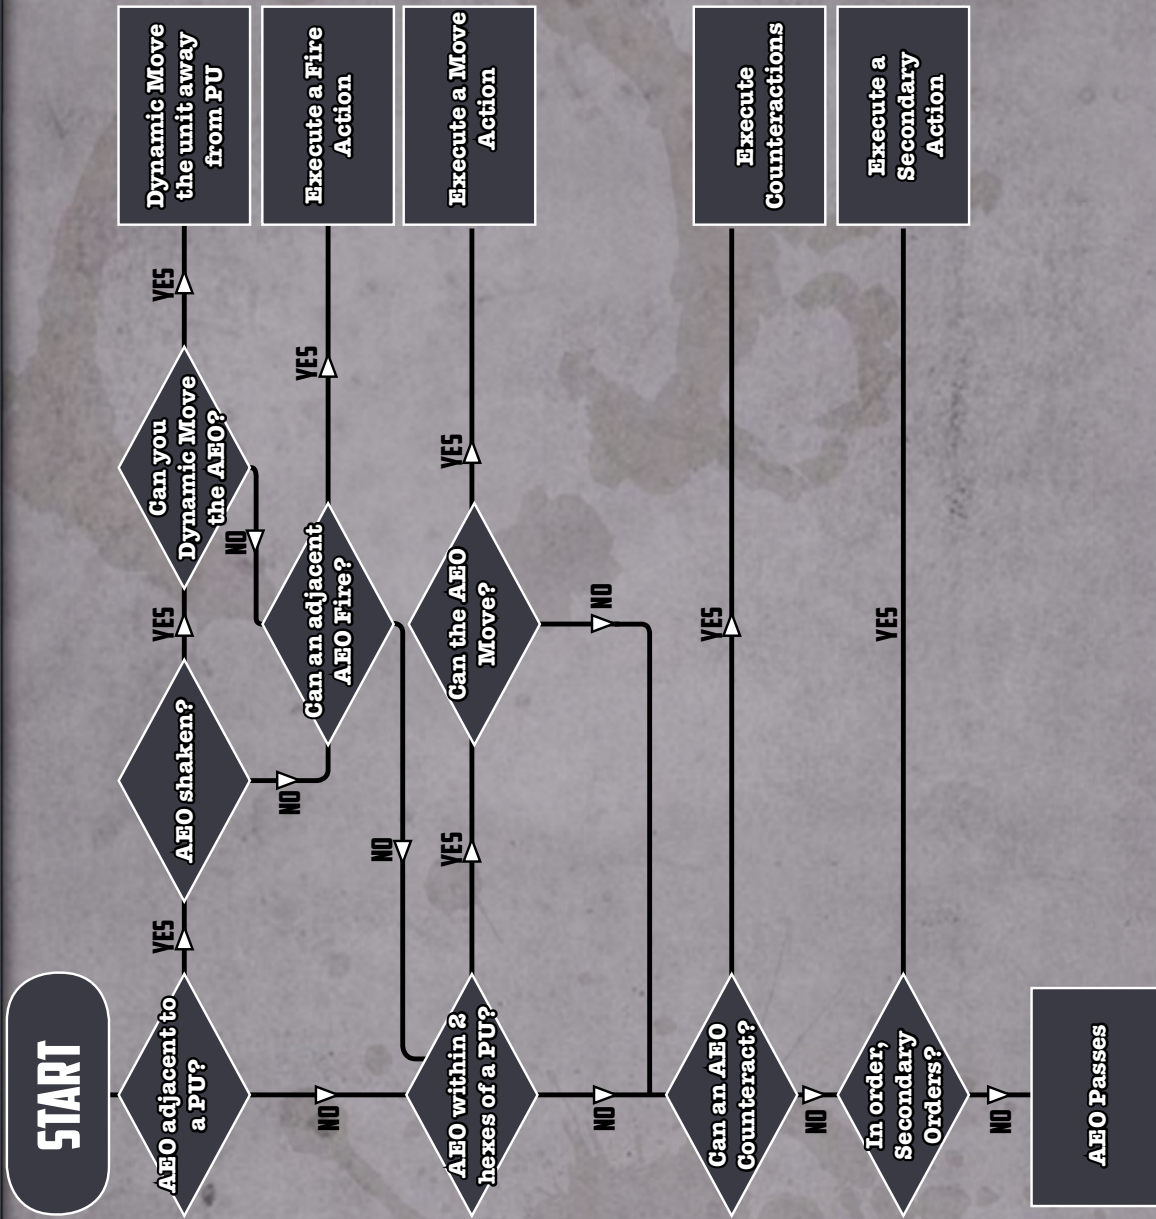 START
AEO adjacent to
a PU?
YES
AEO shaken?
YES
Can you
Dynamic Move
the AEO?
YES
Dynamic Move
the unit away
from PU
NO
NO
NO
Can an adjacent
AEO Fire?
YES
Execute a Fire
Action
NO
AEO within 2
hexes of a PU?
YES
Can the AEO
Move?
YES
Execute a Move
Action
NO
NO
Can an AEO
Counteract?
YES
Execute
Counteractions
NO
In order,
Secondary
Orders?
YES
Execute a
Secondary
Action
NO
AEO Passes